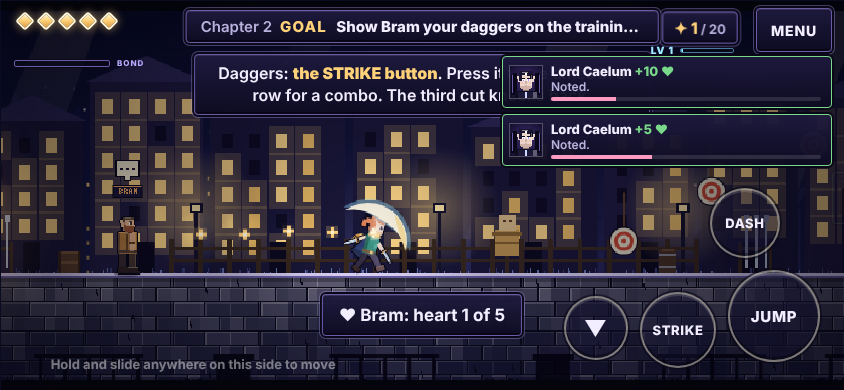 Chapter 2 GOAL Show Bram your daggers on the trainin...
✦ 1 / 20
MENU
BOND
LV 1
Daggers: the STRIKE button. Press
row for a combo. The third cut
Lord Caelum +10 ♥
Noted.
Lord Caelum +5 ♥
Noted.
BRAM
DASH
♥ Bram: heart 1 of 5
STRIKE
JUMP
Hold and slide anywhere on this side to move